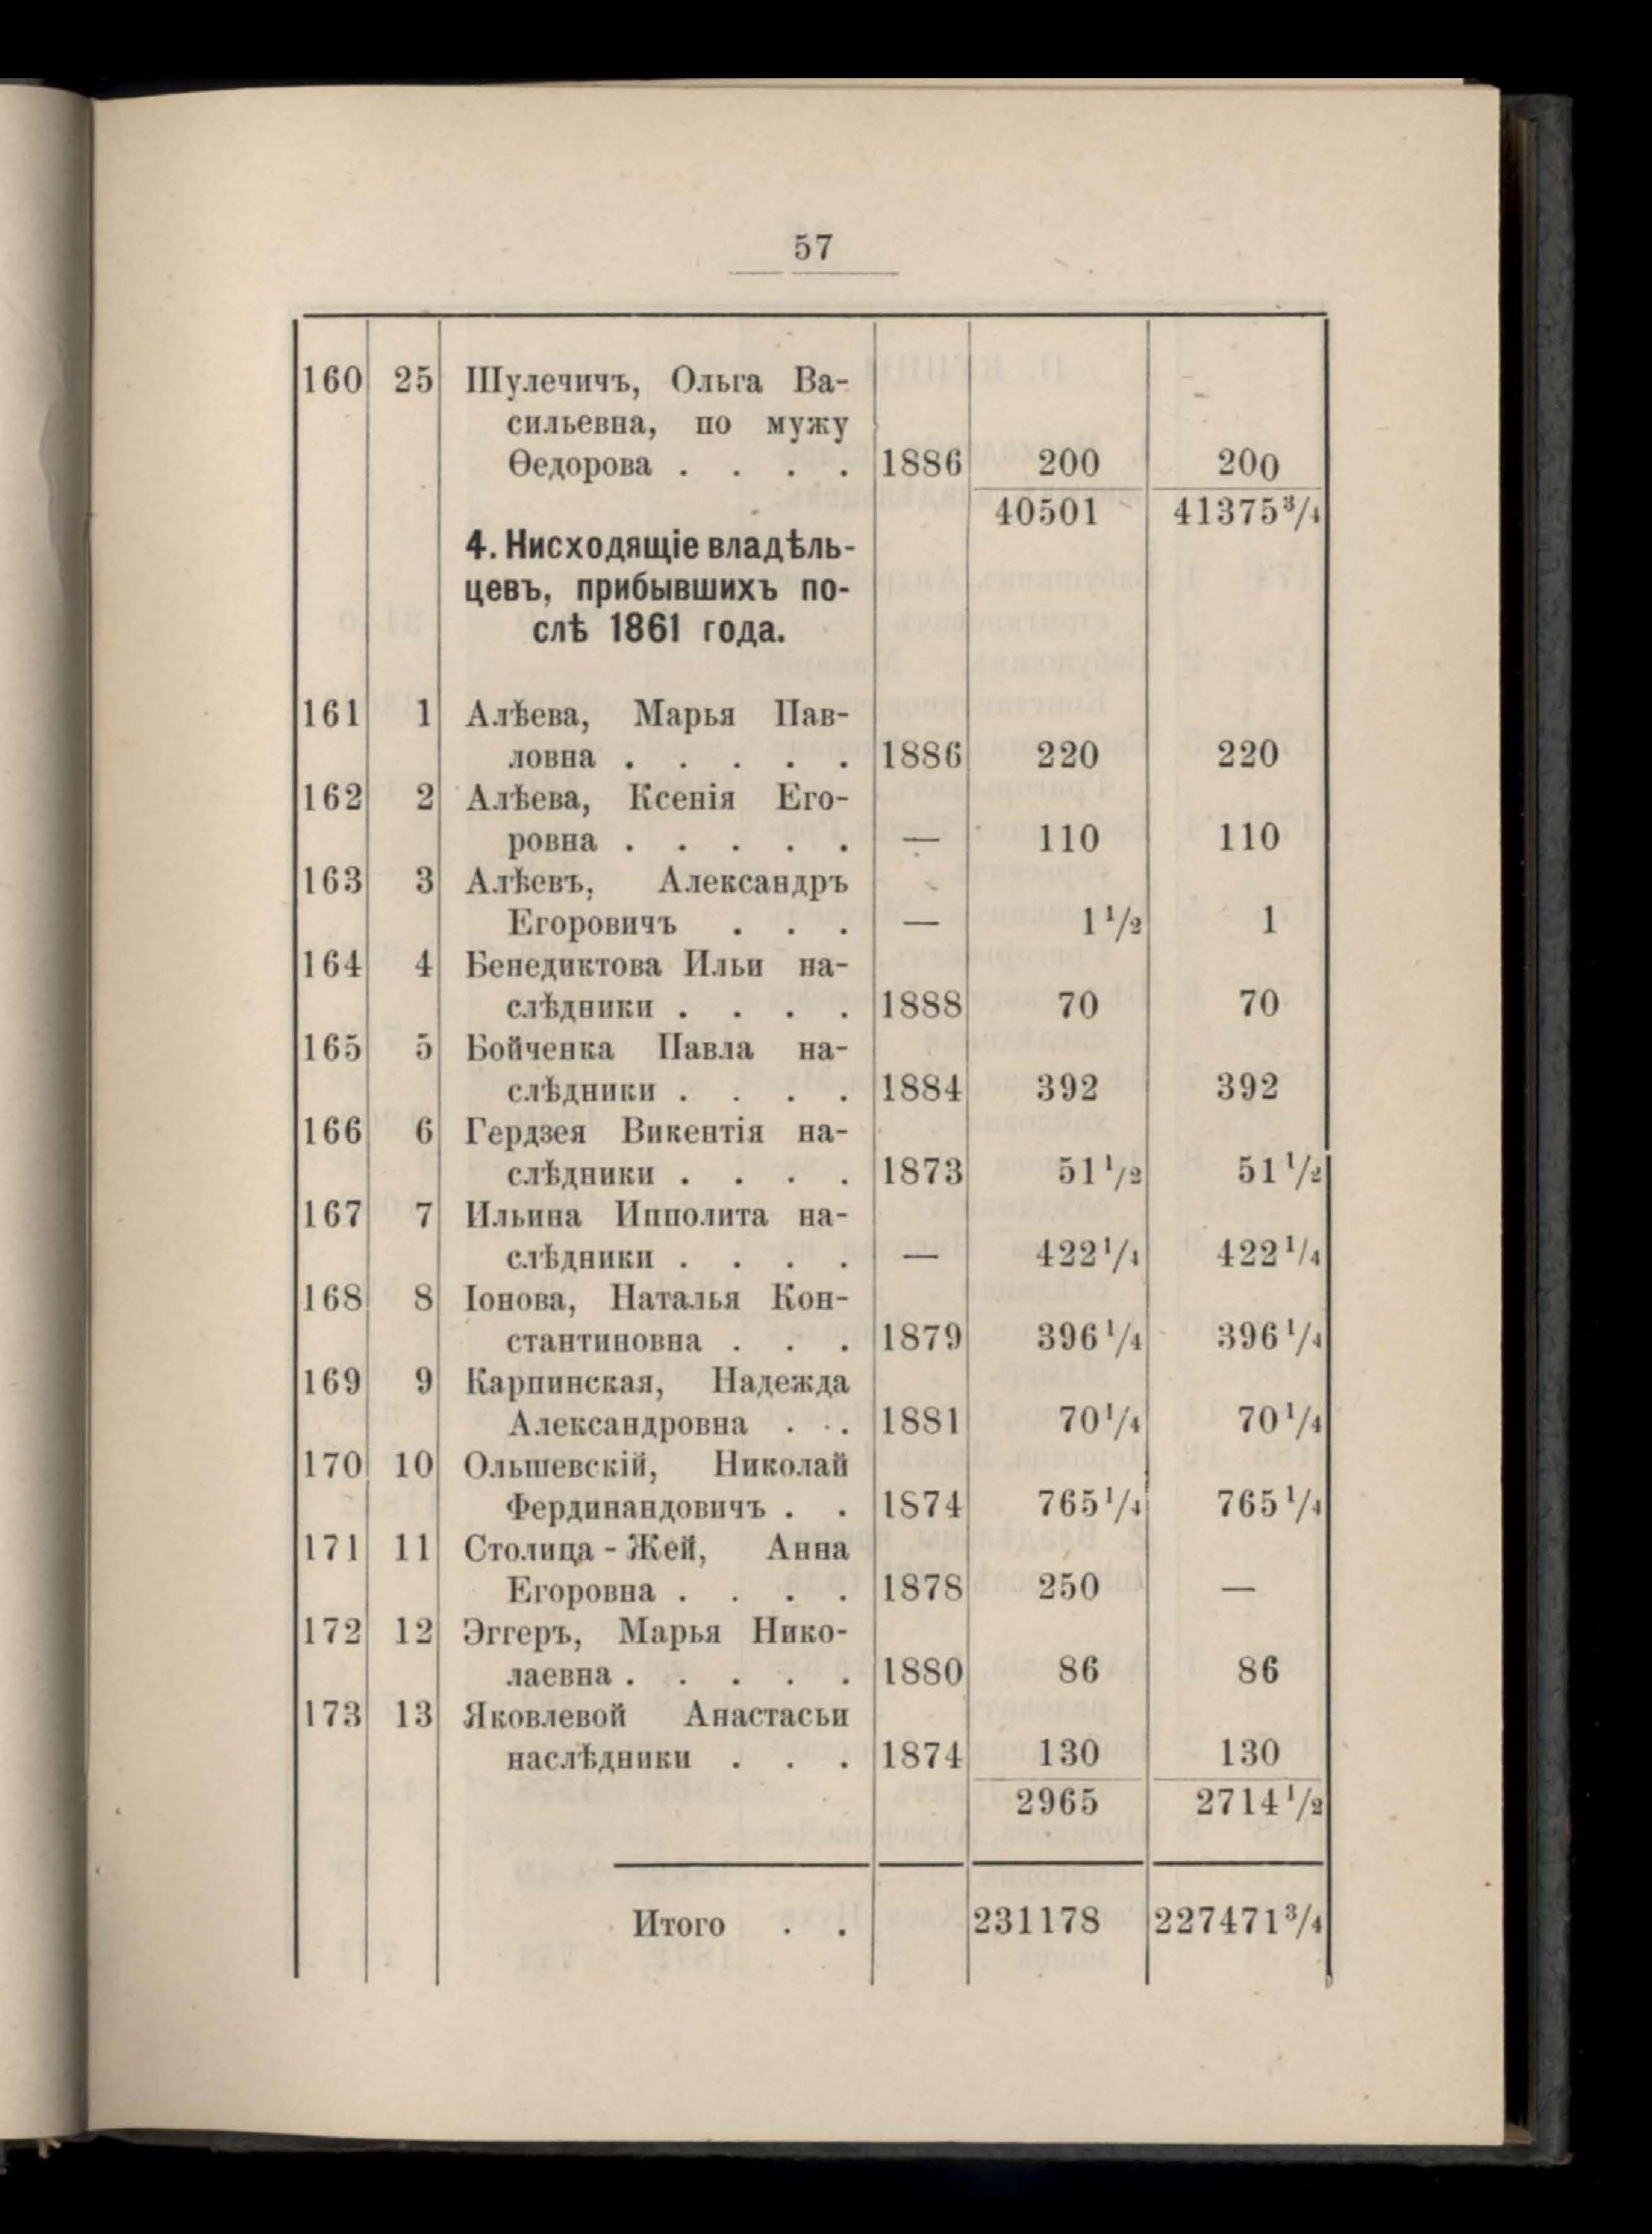 57
160 25 Шулечичъ, Ольга Ва-
сильевна, по мужу
Ѳедорова . . . . 1886 200 200
40501 41375³/₄
4. Нисходящіе владѣль-
цевъ, прибывшихъ по-
слѣ 1861 года.
161 1 Алѣева, Марья Пав-
ловна . . . . . 1886 220 220
162 2 Алѣева, Ксенія Его-
ровна . . . . . — 110 110
163 3 Алѣевъ, Александръ
Егоровичъ . . . — 1¹/₂ 1
164 4 Бенедиктова Ильи на-
слѣдники . . . . 1888 70 70
165 5 Бойченка Павла на-
слѣдники . . . . 1884 392 392
166 6 Гердзея Викентія на-
слѣдники . . . . 1873 51¹/₂ 51¹/₂
167 7 Ильина Ипполита на-
слѣдники . . . . — 422¹/₄ 422¹/₄
168 8 Іонова, Наталья Кон-
стантиновна . . . 1879 396¹/₄ 396¹/₄
169 9 Карпинская, Надежда
Александровна . . . 1881 70¹/₄ 70¹/₄
170 10 Ольшевскій, Николай
Фердинандовичъ . . 1874 765¹/₄ 765¹/₄
171 11 Столица-Жей, Анна
Егоровна . . . . 1878 250 —
172 12 Эггеръ, Марья Нико-
лаевна . . . . . 1880 86 86
173 13 Яковлевой Анастасьи
наслѣдники . . . 1874 130 130
2965 2714¹/₂
Итого . . 231178 227471³/₄